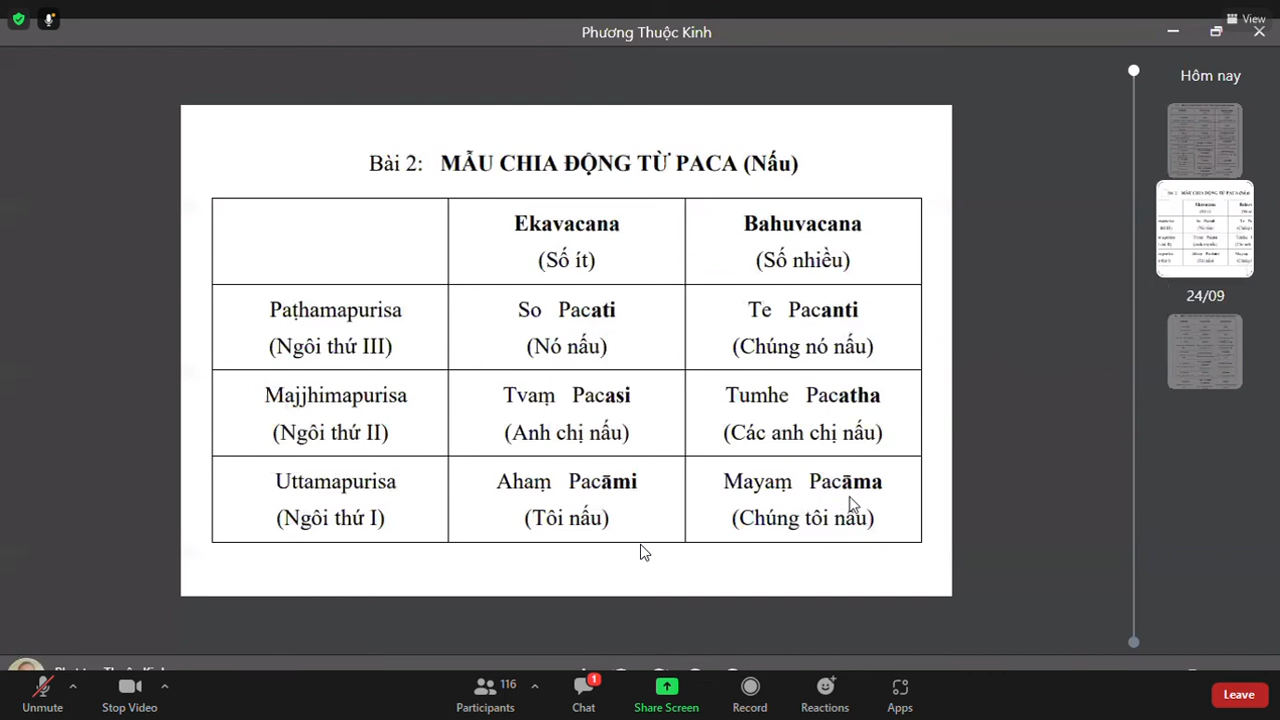 View
Phương Thuộc Kinh
Hôm nay
Bài 2: MẪU CHIA ĐỘNG TỪ PACA (Nấu)
Ekavacana
(Số ít)
Bahuvacana
(Số nhiều)
Paṭhamapurisa
(Ngôi thứ III)
So Pacati
(Nó nấu)
Te Pacanti
(Chúng nó nấu)
Majjhimapurisa
(Ngôi thứ II)
Tvaṃ Pacasi
(Anh chị nấu)
Tumhe Pacatha
(Các anh chị nấu)
Uttamapurisa
(Ngôi thứ I)
Ahaṃ Pacāmi
(Tôi nấu)
Mayaṃ Pacāma
(Chúng tôi nấu)
24/09
Unmute
Stop Video
116
Participants
1
Chat
Share Screen
Record
Reactions
Apps
Leave